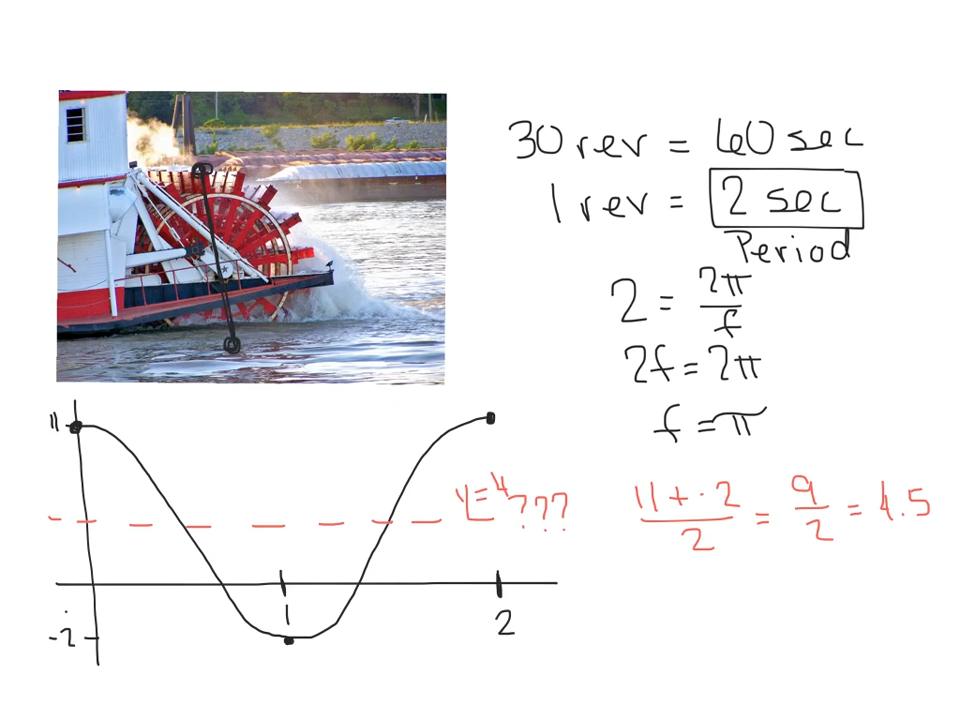 30 rev = 60 sec
1 rev = 2 sec
Period
2 = 2π/f
2f = 2π
f = π
11
y = 4 ???
11 + -2/2 = 9/2 = 4.5
1
2
-2